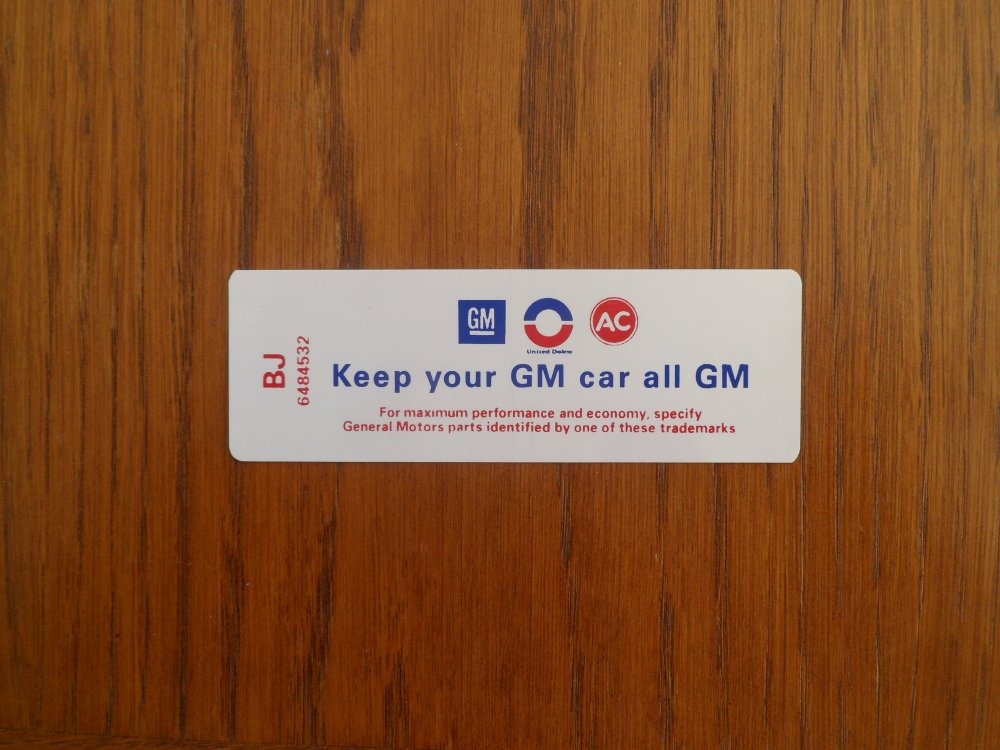 GM
United Delco
AC
BJ
6484532
Keep your GM car all GM
For maximum performance and economy, specify
General Motors parts identified by one of these trademarks